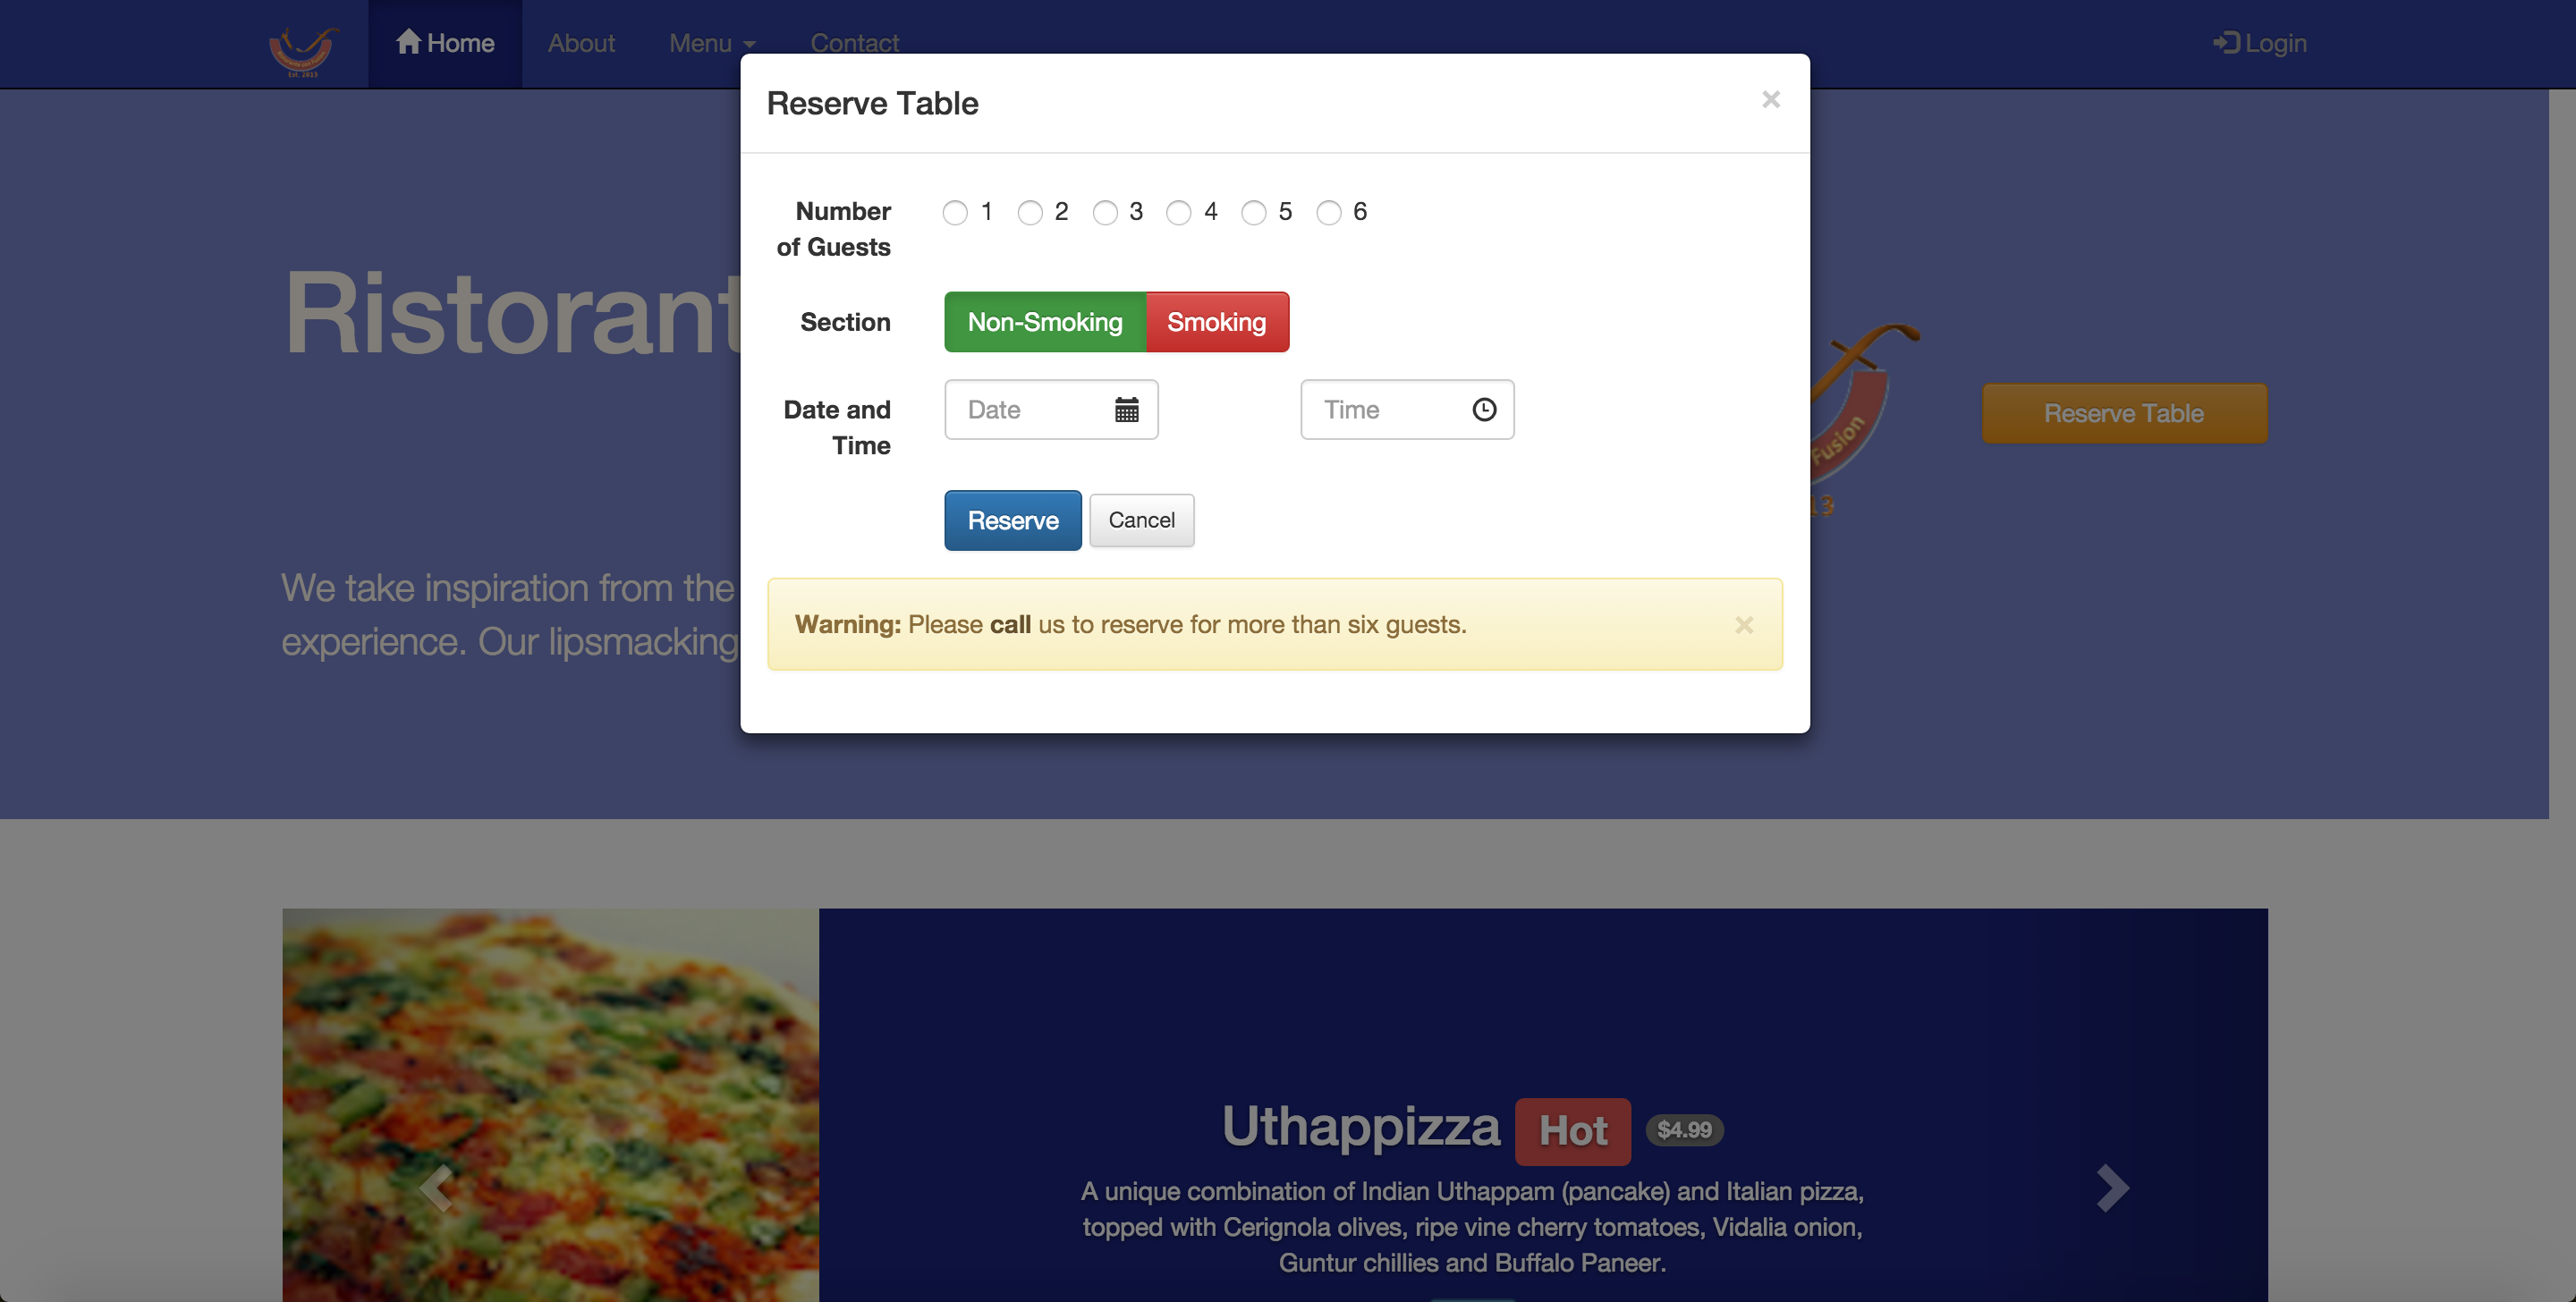 Est. 2013
Home
About
Menu
Contact
Login
Reserve Table
×
Number
of Guests
1 2 3 4 5 6
Section
Non-Smoking Smoking
Date and
Time
Date
Time
Reserve
Cancel
Warning: Please call us to reserve for more than six guests.
×
Ristorant
Fusion
13
Reserve Table
We take inspiration from the
experience. Our lipsmacking
Uthappizza Hot $4.99
A unique combination of Indian Uthappam (pancake) and Italian pizza,
topped with Cerignola olives, ripe vine cherry tomatoes, Vidalia onion,
Guntur chillies and Buffalo Paneer.